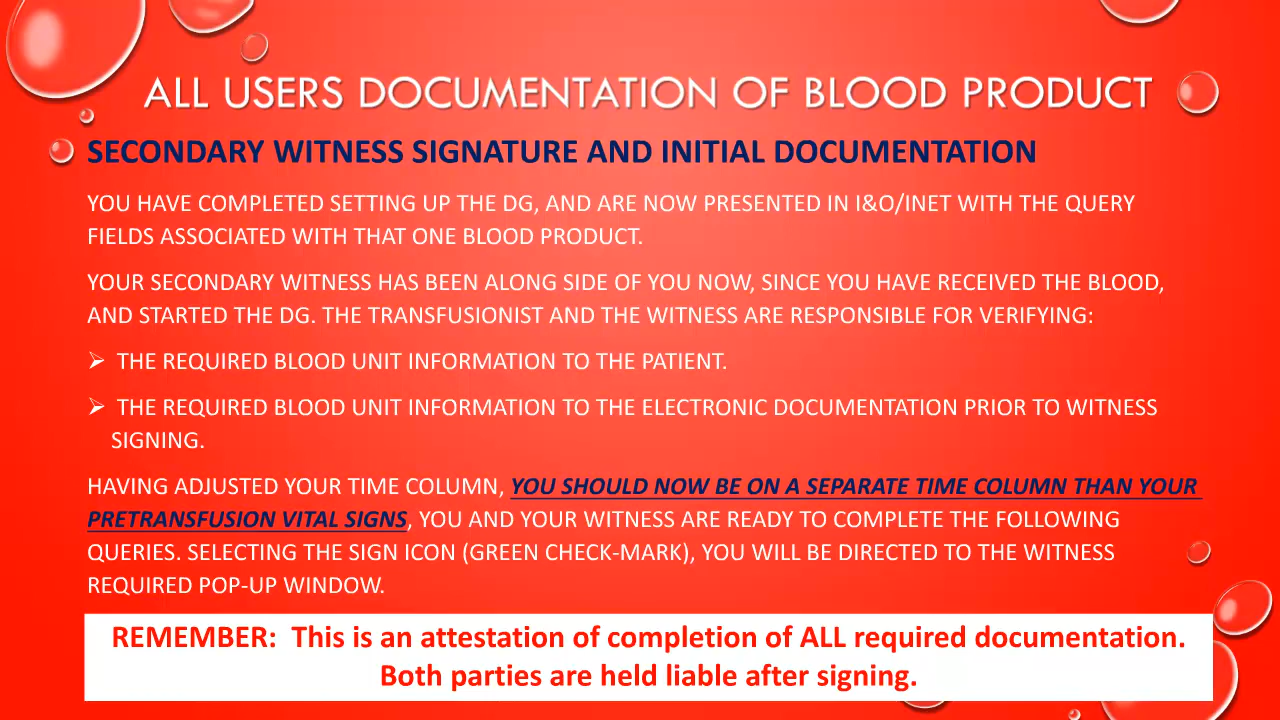 ALL USERS DOCUMENTATION OF BLOOD PRODUCT
SECONDARY WITNESS SIGNATURE AND INITIAL DOCUMENTATION
YOU HAVE COMPLETED SETTING UP THE DG, AND ARE NOW PRESENTED IN I&O/INET WITH THE QUERY
FIELDS ASSOCIATED WITH THAT ONE BLOOD PRODUCT.
YOUR SECONDARY WITNESS HAS BEEN ALONG SIDE OF YOU NOW, SINCE YOU HAVE RECEIVED THE BLOOD,
AND STARTED THE DG. THE TRANSFUSIONIST AND THE WITNESS ARE RESPONSIBLE FOR VERIFYING:
➢ THE REQUIRED BLOOD UNIT INFORMATION TO THE PATIENT.
➢ THE REQUIRED BLOOD UNIT INFORMATION TO THE ELECTRONIC DOCUMENTATION PRIOR TO WITNESS
SIGNING.
HAVING ADJUSTED YOUR TIME COLUMN, YOU SHOULD NOW BE ON A SEPARATE TIME COLUMN THAN YOUR
PRETRANSFUSION VITAL SIGNS, YOU AND YOUR WITNESS ARE READY TO COMPLETE THE FOLLOWING
QUERIES. SELECTING THE SIGN ICON (GREEN CHECK-MARK), YOU WILL BE DIRECTED TO THE WITNESS
REQUIRED POP-UP WINDOW.
REMEMBER: This is an attestation of completion of ALL required documentation.
Both parties are held liable after signing.